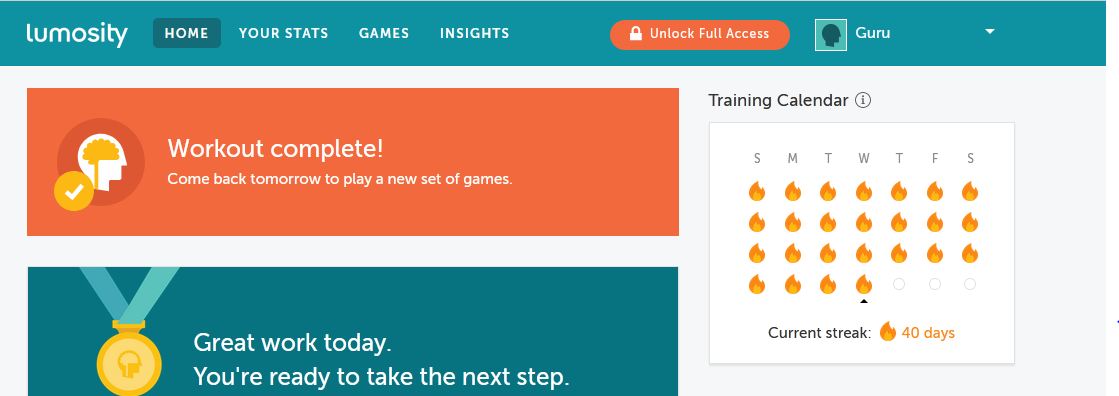 lumosity HOME YOUR STATS GAMES INSIGHTS Unlock Full Access Guru
Workout complete!
Come back tomorrow to play a new set of games.
Great work today.
You're ready to take the next step.
Training Calendar
S M T W T F S
Current streak: 40 days